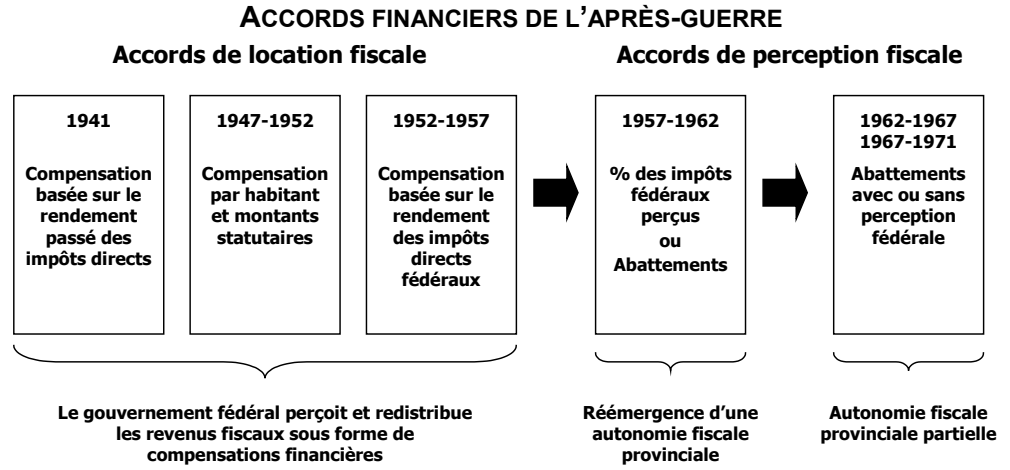 ACCORDS FINANCIERS DE L'APRÈS-GUERRE
Accords de location fiscale
Accords de perception fiscale
1941
Compensation
basée sur le
rendement
passé des
impôts directs
1947-1952
Compensation
par habitant
et montants
statutaires
1952-1957
Compensation
basée sur le
rendement
des impôts
directs
fédéraux
1957-1962
% des impôts
fédéraux
perçus
ou
Abattements
1962-1967
1967-1971
Abattements
avec ou sans
perception
fédérale
Le gouvernement fédéral perçoit et redistribue
les revenus fiscaux sous forme de
compensations financières
Réémergence d'une
autonomie fiscale
provinciale
Autonomie fiscale
provinciale partielle